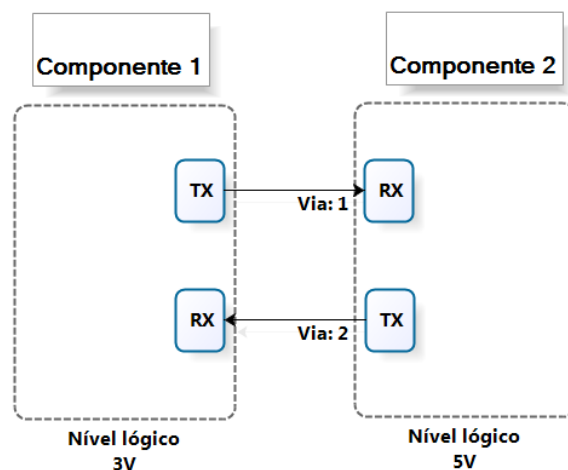 Componente 1
Componente 2
TX
RX
Via: 1
RX
TX
Via: 2
Nível lógico
3V
Nível lógico
5V